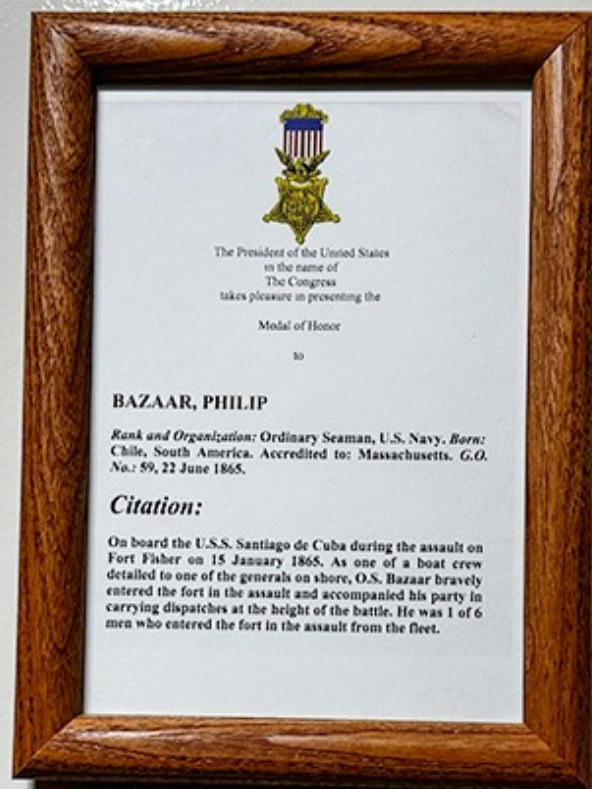 The President of the United States
in the name of
The Congress
takes pleasure in presenting the
Medal of Honor
to
BAZAAR, PHILIP
Rank and Organization: Ordinary Seaman, U.S. Navy. Born:
Chile, South America. Accredited to: Massachusetts. G.O.
No.: 59, 22 June 1865.
Citation:
On board the U.S.S. Santiago de Cuba during the assault on
Fort Fisher on 15 January 1865. As one of a boat crew
detailed to one of the generals on shore, O.S. Bazaar bravely
entered the fort in the assault and accompanied his party in
carrying dispatches at the height of the battle. He was 1 of 6
men who entered the fort in the assault from the fleet.